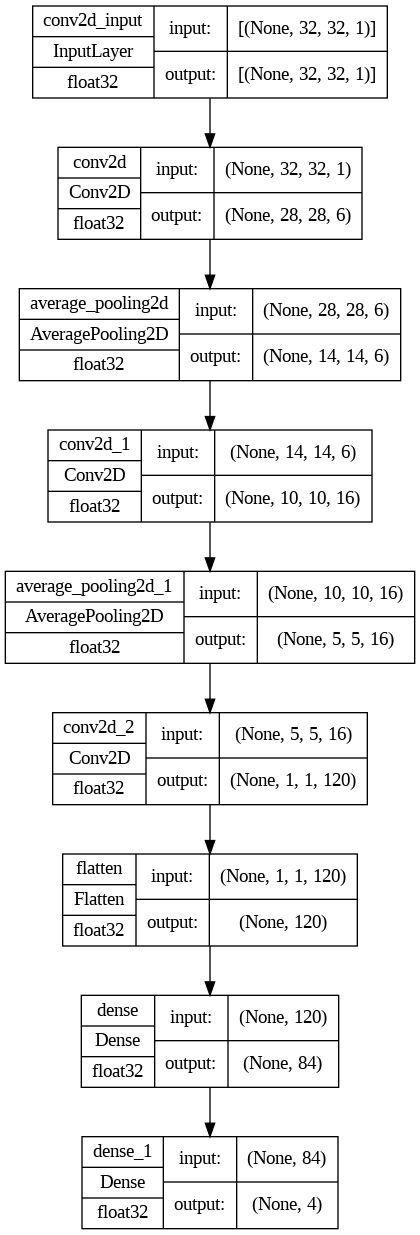 conv2d_input
InputLayer
float32
input:
[(None, 32, 32, 1)]
output:
[(None, 32, 32, 1)]
conv2d
Conv2D
float32
input:
(None, 32, 32, 1)
output:
(None, 28, 28, 6)
average_pooling2d
AveragePooling2D
float32
input:
(None, 28, 28, 6)
output:
(None, 14, 14, 6)
conv2d_1
Conv2D
float32
input:
(None, 14, 14, 6)
output:
(None, 10, 10, 16)
average_pooling2d_1
AveragePooling2D
float32
input:
(None, 10, 10, 16)
output:
(None, 5, 5, 16)
conv2d_2
Conv2D
float32
input:
(None, 5, 5, 16)
output:
(None, 1, 1, 120)
flatten
Flatten
float32
input:
(None, 1, 1, 120)
output:
(None, 120)
dense
Dense
float32
input:
(None, 120)
output:
(None, 84)
dense_1
Dense
float32
input:
(None, 84)
output:
(None, 4)